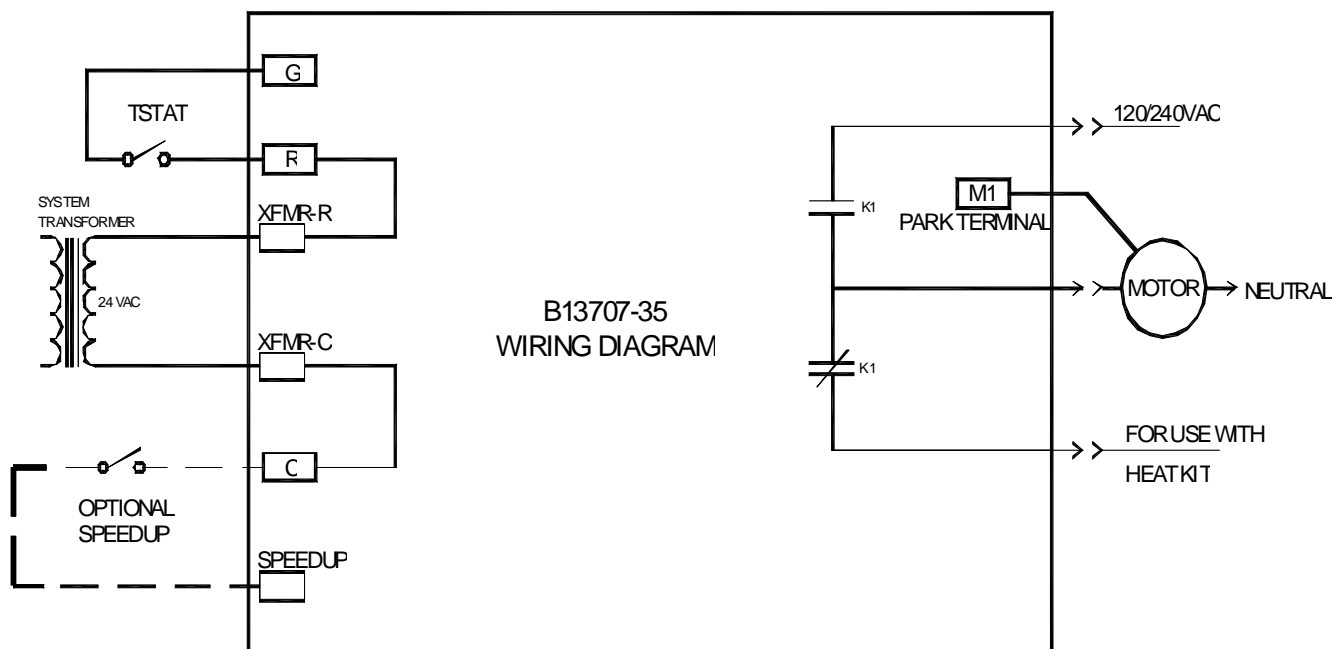 G
TSTAT
R
SYSTEM
TRANSFORMER
XFMR-R
24 VAC
XFMR-C
C
OPTIONAL
SPEEDUP
SPEEDUP
B13707-35
WIRING DIAGRAM
120/240VAC
K1
M1
PARK TERMINAL
MOTOR
NEUTRAL
K1
FOR USE WITH
HEAT KIT